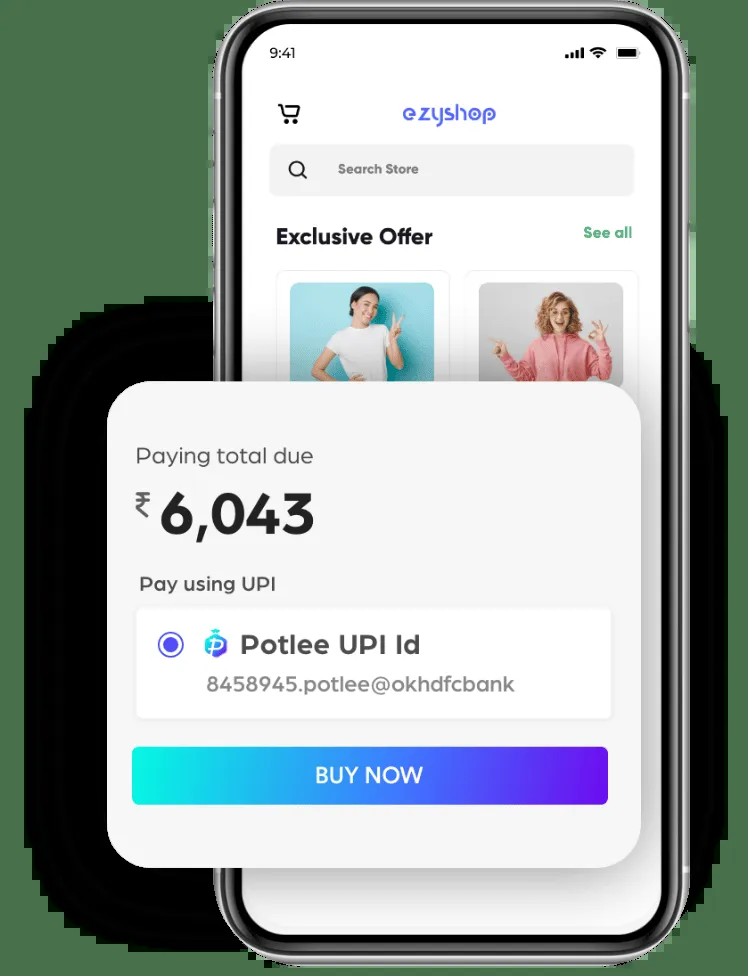 9:41
ezyshop
Search Store
Exclusive Offer
See all
Paying total due
₹ 6,043
Pay using UPI
Potlee UPI Id
8458945.potlee@okhdfcbank
BUY NOW